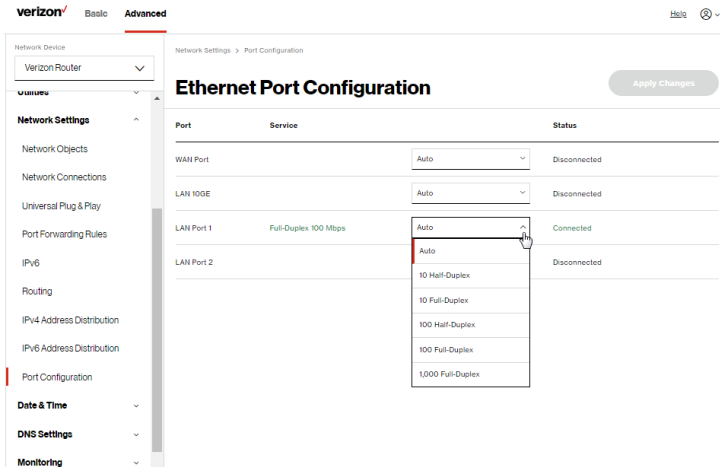 verizon✓ Basic Advanced Help
Network Device
Verizon Router
Utilities
Network Settings
Network Objects
Network Connections
Universal Plug & Play
Port Forwarding Rules
IPv6
Routing
IPv4 Address Distribution
IPv6 Address Distribution
Port Configuration
Date & Time
DNS Settings
Monitoring
Network Settings > Port Configuration
Ethernet Port Configuration
Apply Changes
Port Service Status
WAN Port Auto Disconnected
LAN 10GE Auto Disconnected
LAN Port 1 Full-Duplex 100 Mbps Auto Connected
LAN Port 2 Disconnected
Auto
10 Half-Duplex
10 Full-Duplex
100 Half-Duplex
100 Full-Duplex
1,000 Full-Duplex